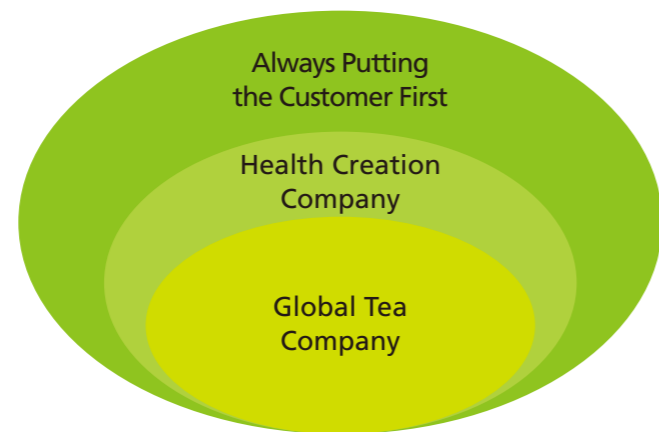 Always Putting
the Customer First
Health Creation
Company
Global Tea
Company